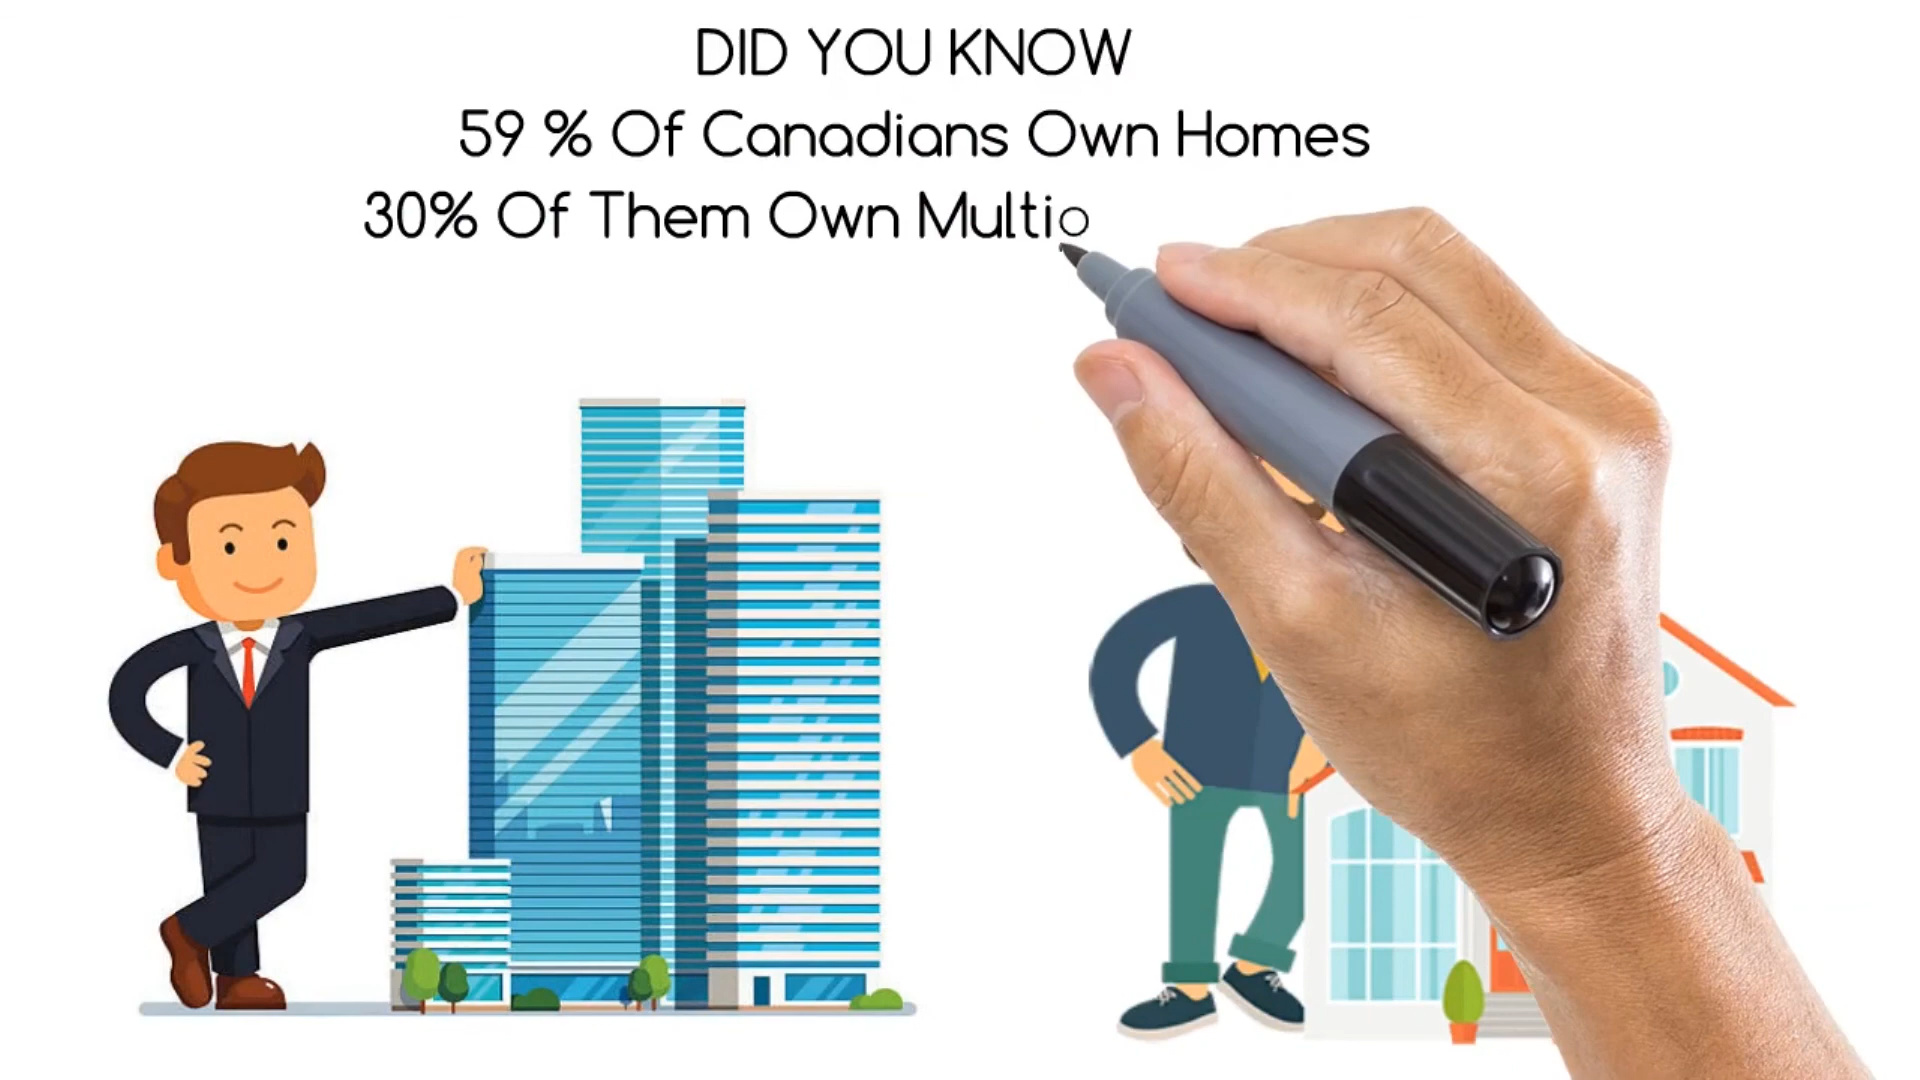 DID YOU KNOW
59 % Of Canadians Own Homes
30% Of Them Own Multio